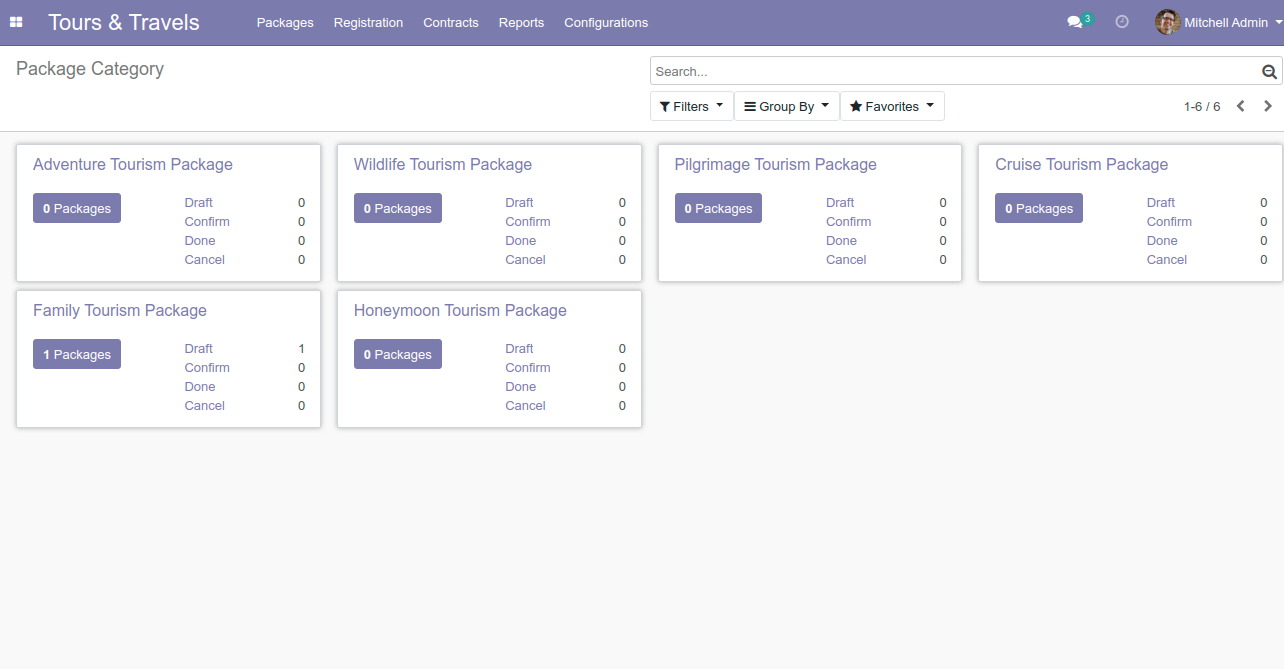 Tours & Travels Packages Registration Contracts Reports Configurations 3 Mitchell Admin
Package Category
Search...
Filters Group By Favorites 1-6 / 6
Adventure Tourism Package
0 Packages
Draft 0
Confirm 0
Done 0
Cancel 0
Wildlife Tourism Package
0 Packages
Draft 0
Confirm 0
Done 0
Cancel 0
Pilgrimage Tourism Package
0 Packages
Draft 0
Confirm 0
Done 0
Cancel 0
Cruise Tourism Package
0 Packages
Draft 0
Confirm 0
Done 0
Cancel 0
Family Tourism Package
1 Packages
Draft 1
Confirm 0
Done 0
Cancel 0
Honeymoon Tourism Package
0 Packages
Draft 0
Confirm 0
Done 0
Cancel 0